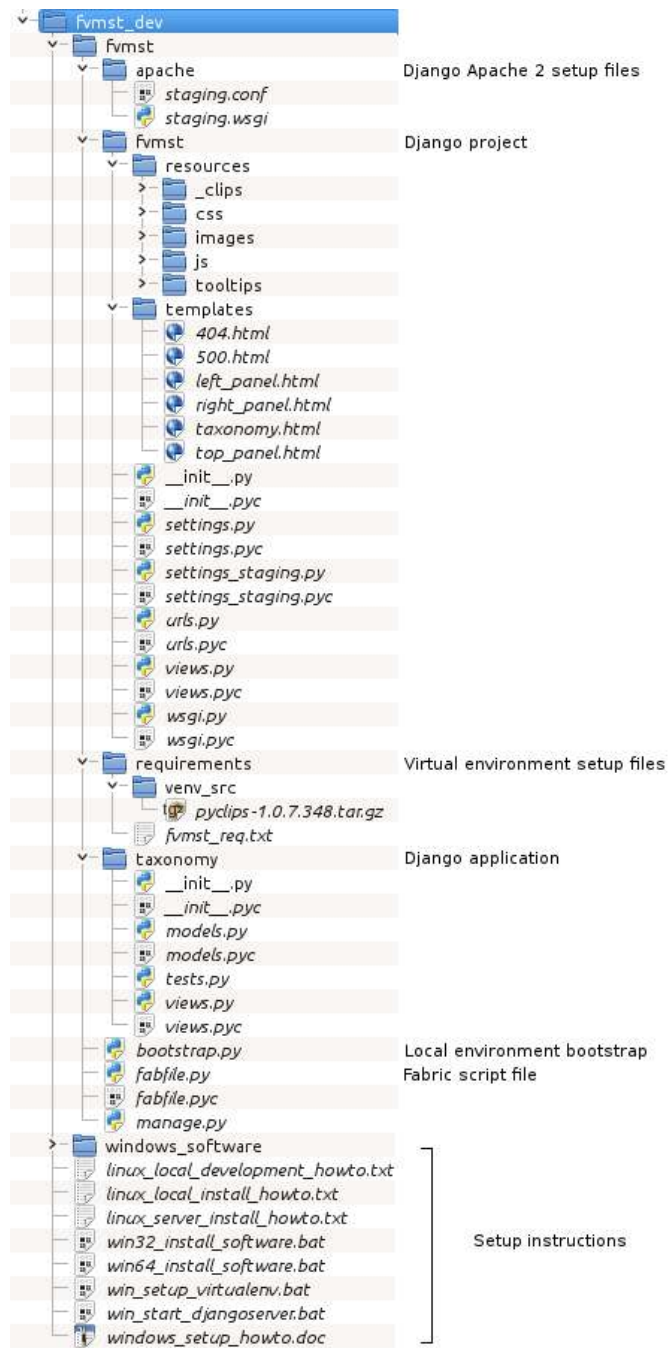 fvmst_dev
fvmst
apache Django Apache 2 setup files
staging.conf
staging.wsgi
fvmst Django project
resources
_clips
css
images
js
tooltips
templates
404.html
500.html
left_panel.html
right_panel.html
taxonomy.html
top_panel.html
__init__.py
__init__.pyc
settings.py
settings.pyc
settings_staging.py
settings_staging.pyc
urls.py
urls.pyc
views.py
views.pyc
wsgi.py
wsgi.pyc
requirements Virtual environment setup files
venv_src
tgz pyclips-1.0.7.348.tar.gz
fvmst_req.txt
taxonomy Django application
__init__.py
__init__.pyc
models.py
models.pyc
tests.py
views.py
views.pyc
bootstrap.py Local environment bootstrap
fabfile.py Fabric script file
fabfile.pyc
manage.py
windows_software
linux_local_development_howto.txt
linux_local_install_howto.txt
linux_server_install_howto.txt
win32_install_software.bat Setup instructions
win64_install_software.bat
win_setup_virtualenv.bat
win_start_djangoserver.bat
windows_setup_howto.doc